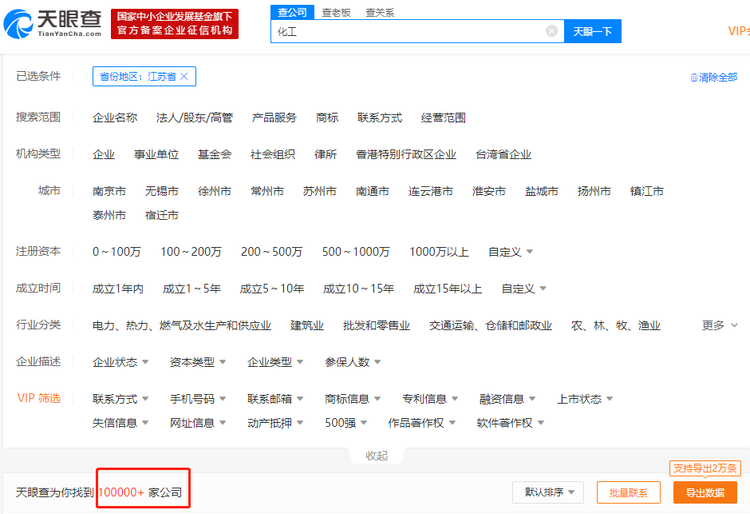 天眼查
TianYanCha.com
国家中小企业发展基金旗下
官方备案企业征信机构
查公司 查老板 查关系
化工 天眼一下 VIP
已选条件 省份地区：江苏省 清除全部
搜索范围 企业名称 法人/股东/高管 产品服务 商标 联系方式 经营范围
机构类型 企业 事业单位 基金会 社会组织 律所 香港特别行政区企业 台湾省企业
城市 南京市 无锡市 徐州市 常州市 苏州市 南通市 连云港市 淮安市 盐城市 扬州市 镇江市
泰州市 宿迁市
注册资本 0～100万 100～200万 200～500万 500～1000万 1000万以上 自定义
成立时间 成立1年内 成立1～5年 成立5～10年 成立10～15年 成立15年以上 自定义
行业分类 电力、热力、燃气及水生产和供应业 建筑业 批发和零售业 交通运输、仓储和邮政业 农、林、牧、渔业 更多
企业描述 企业状态 资本类型 企业类型 参保人数
VIP 筛选 联系方式 手机号码 联系邮箱 商标信息 专利信息 融资信息 上市状态
失信信息 网址信息 动产抵押 500强 作品著作权 软件著作权
收起
支持导出2万条
天眼查为你找到 100000+ 家公司 默认排序 批量联系 导出数据